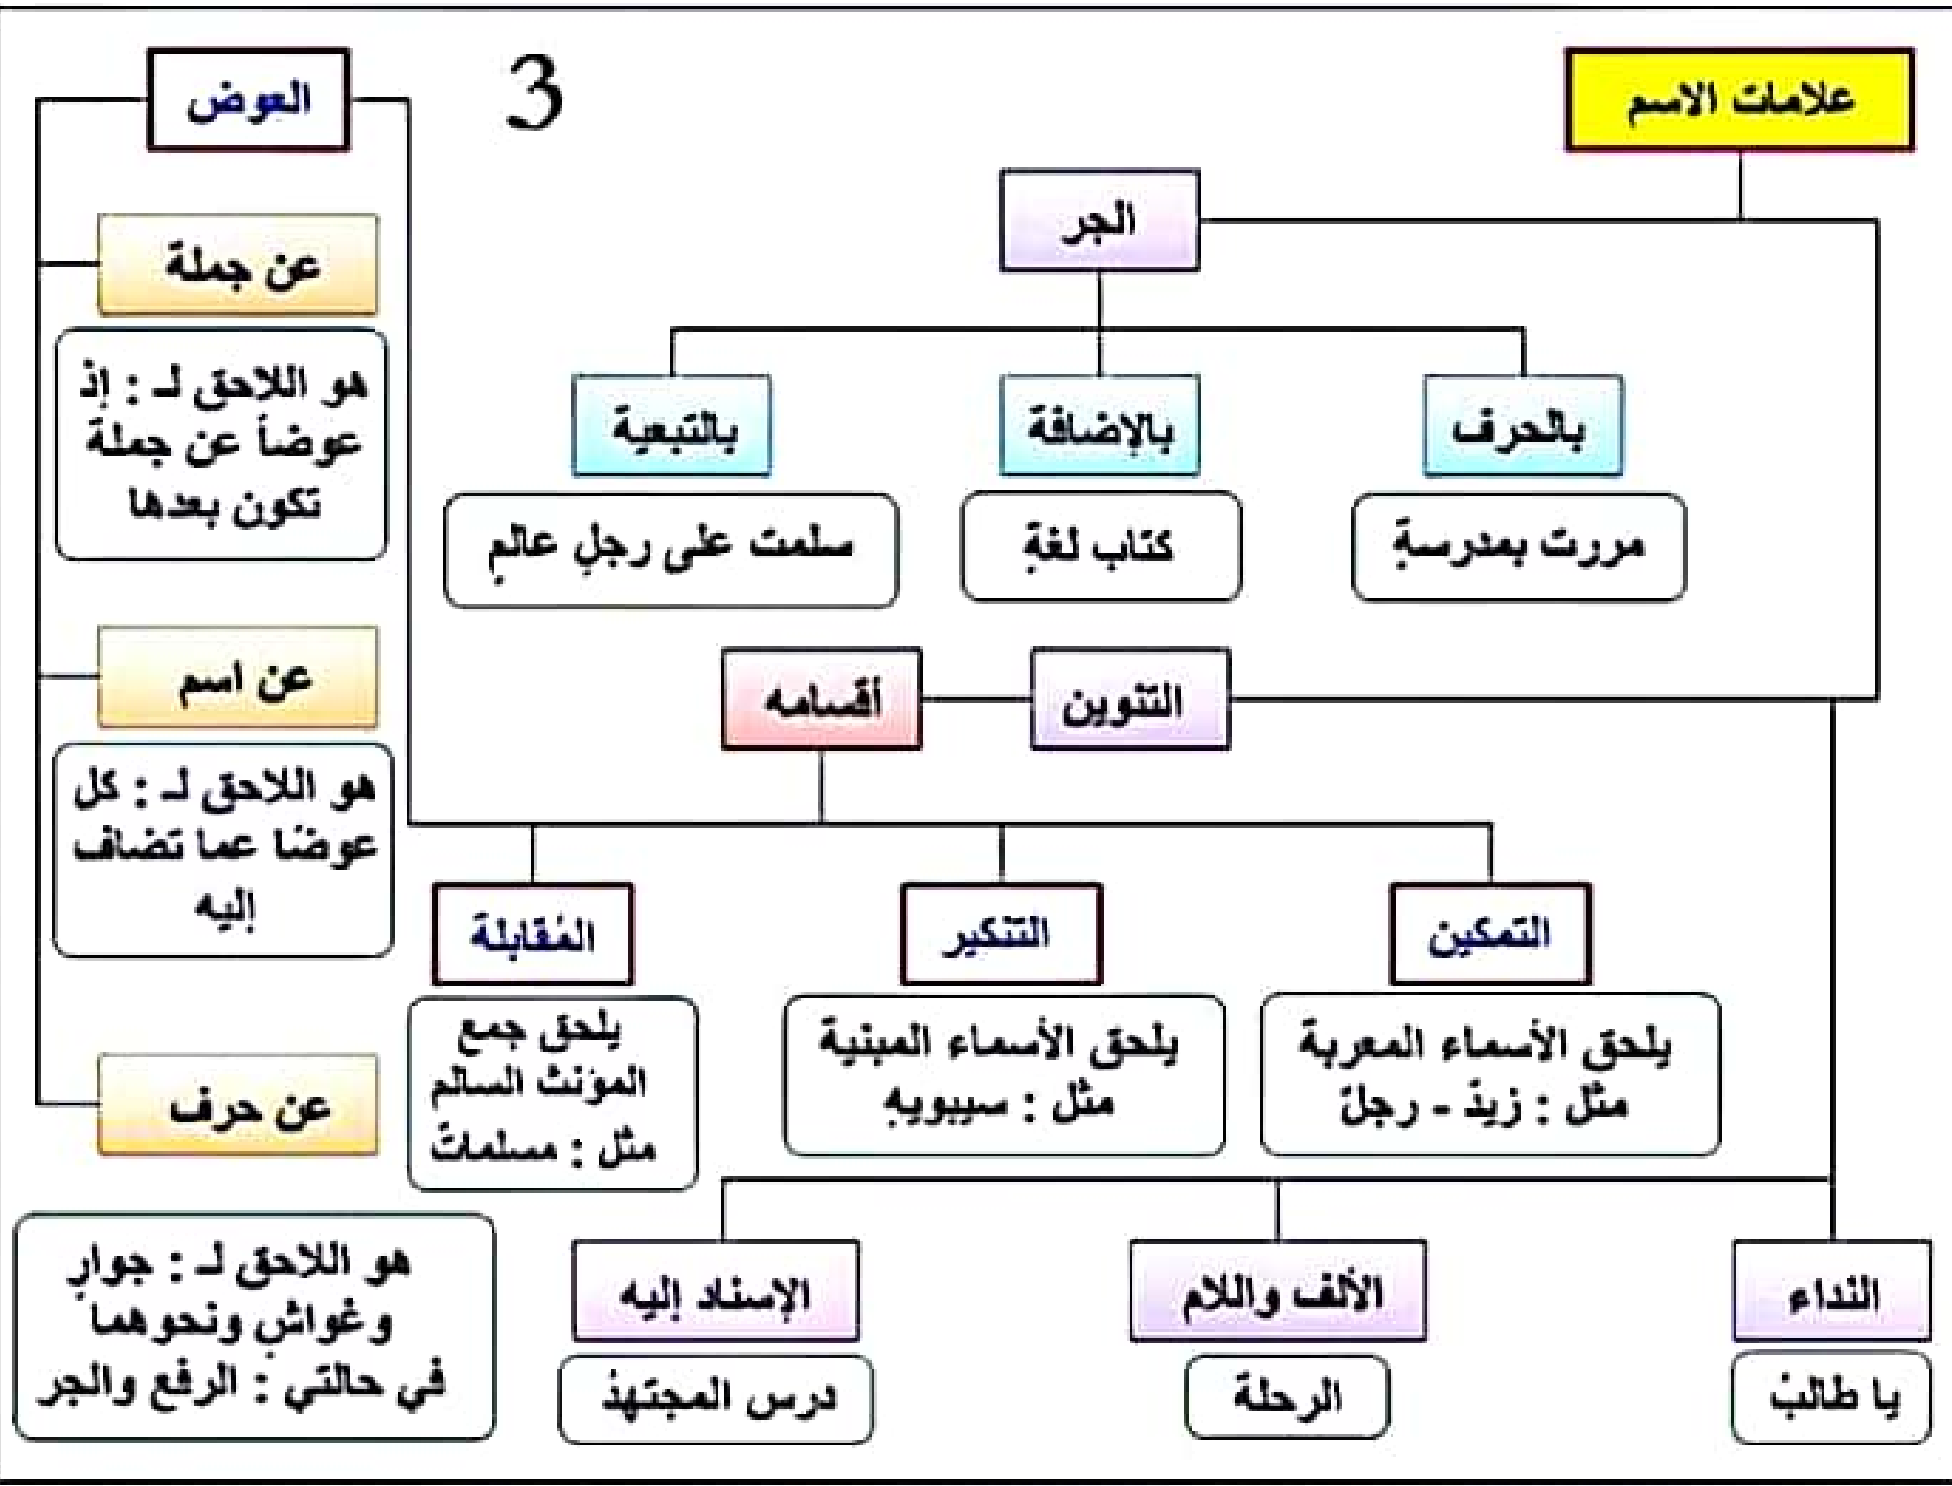 علامات الاسم
3
العوض
الجر
بالحرف
بالإضافة
بالتبعية
مررت بمدرسةٍ
كتاب لغةٍ
سلمت على رجلٍ عالمٍ
التنوين
أقسامه
التمكين
التنكير
المُقابلة
يلحق الأسماء المعربة
مثل : زيدٌ - رجلٌ
يلحق الأسماء المبنية
مثل : سيبويهِ
يلحق جمع
المؤنث السالم
مثل : مسلماتٌ
عن جملة
هو اللاحق لـ : إذ
عوضاً عن جملة
تكون بعدها
عن اسم
هو اللاحق لـ : كل
عوضًا عما تضاف
إليه
عن حرف
هو اللاحق لـ : جوارٍ
وغواشٍ ونحوهما
في حالتي : الرفع والجر
النداء
الألف واللام
الإسناد إليه
يا طالبُ
الرحلة
درس المجتهدُ